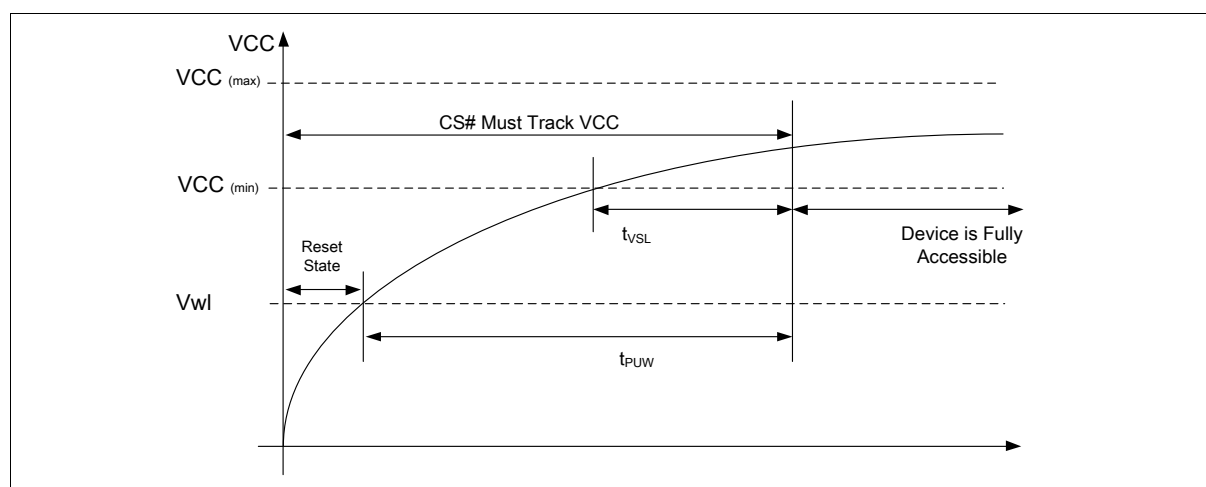 VCC
VCC (max)
CS# Must Track VCC
VCC (min)
tVSL
Device is Fully
Accessible
Reset
State
Vwl
tPUW